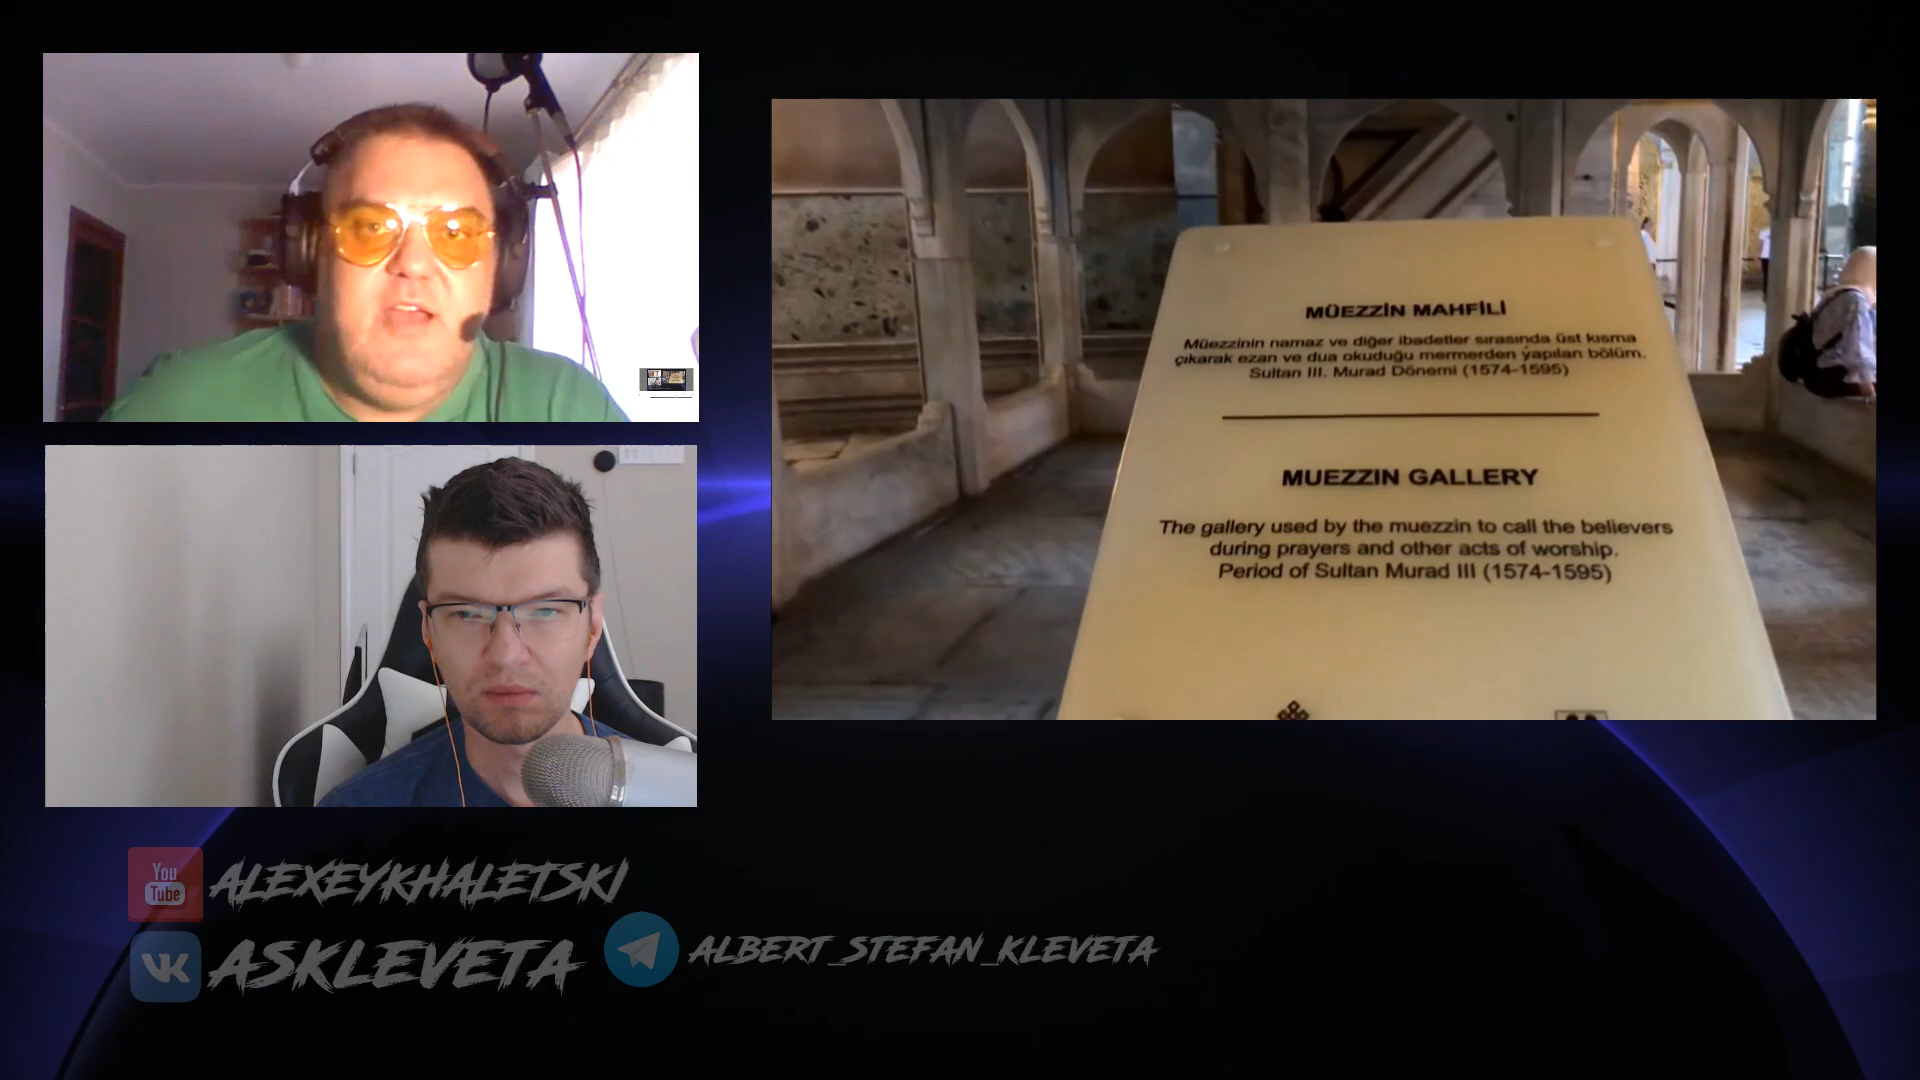 MÜEZZİN MAHFİLİ
Müezzinin namaz ve diğer ibadetler sırasında üst kısma
çıkarak ezan ve dua okuduğu mermerden yapılan bölüm.
Sultan III. Murad Dönemi (1574-1595)
MUEZZIN GALLERY
The gallery used by the muezzin to call the believers
during prayers and other acts of worship.
Period of Sultan Murad III (1574-1595)
You
Tube
ALEXEYKHALETSKI
ASKLEVETA
ALBERT_STEFAN_KLEVETA